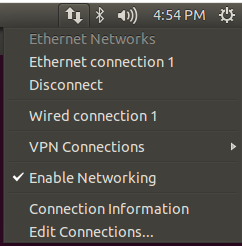 4:54 PM
Ethernet Networks
Ethernet connection 1
Disconnect
Wired connection 1
VPN Connections
Enable Networking
Connection Information
Edit Connections...